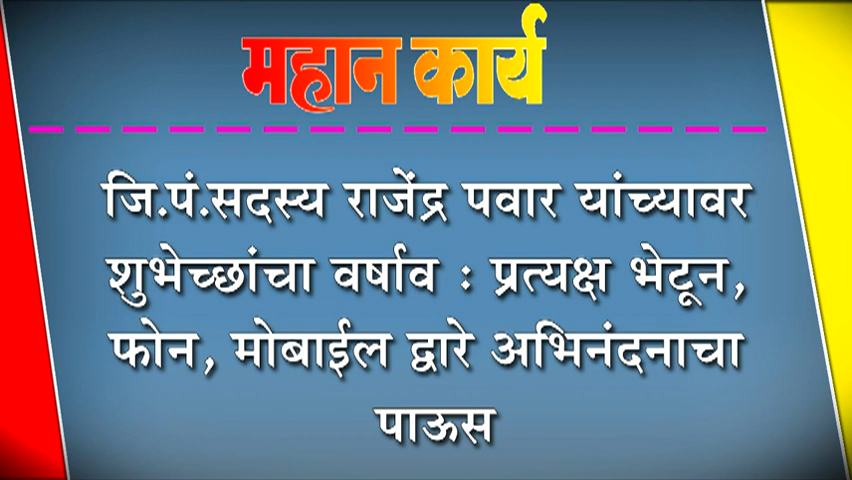 महान कार्य
जि.पं.सदस्य राजेंद्र पवार यांच्यावर
शुभेच्छांचा वर्षाव : प्रत्यक्ष भेटून,
फोन, मोबाईल द्वारे अभिनंदनाचा
पाऊस